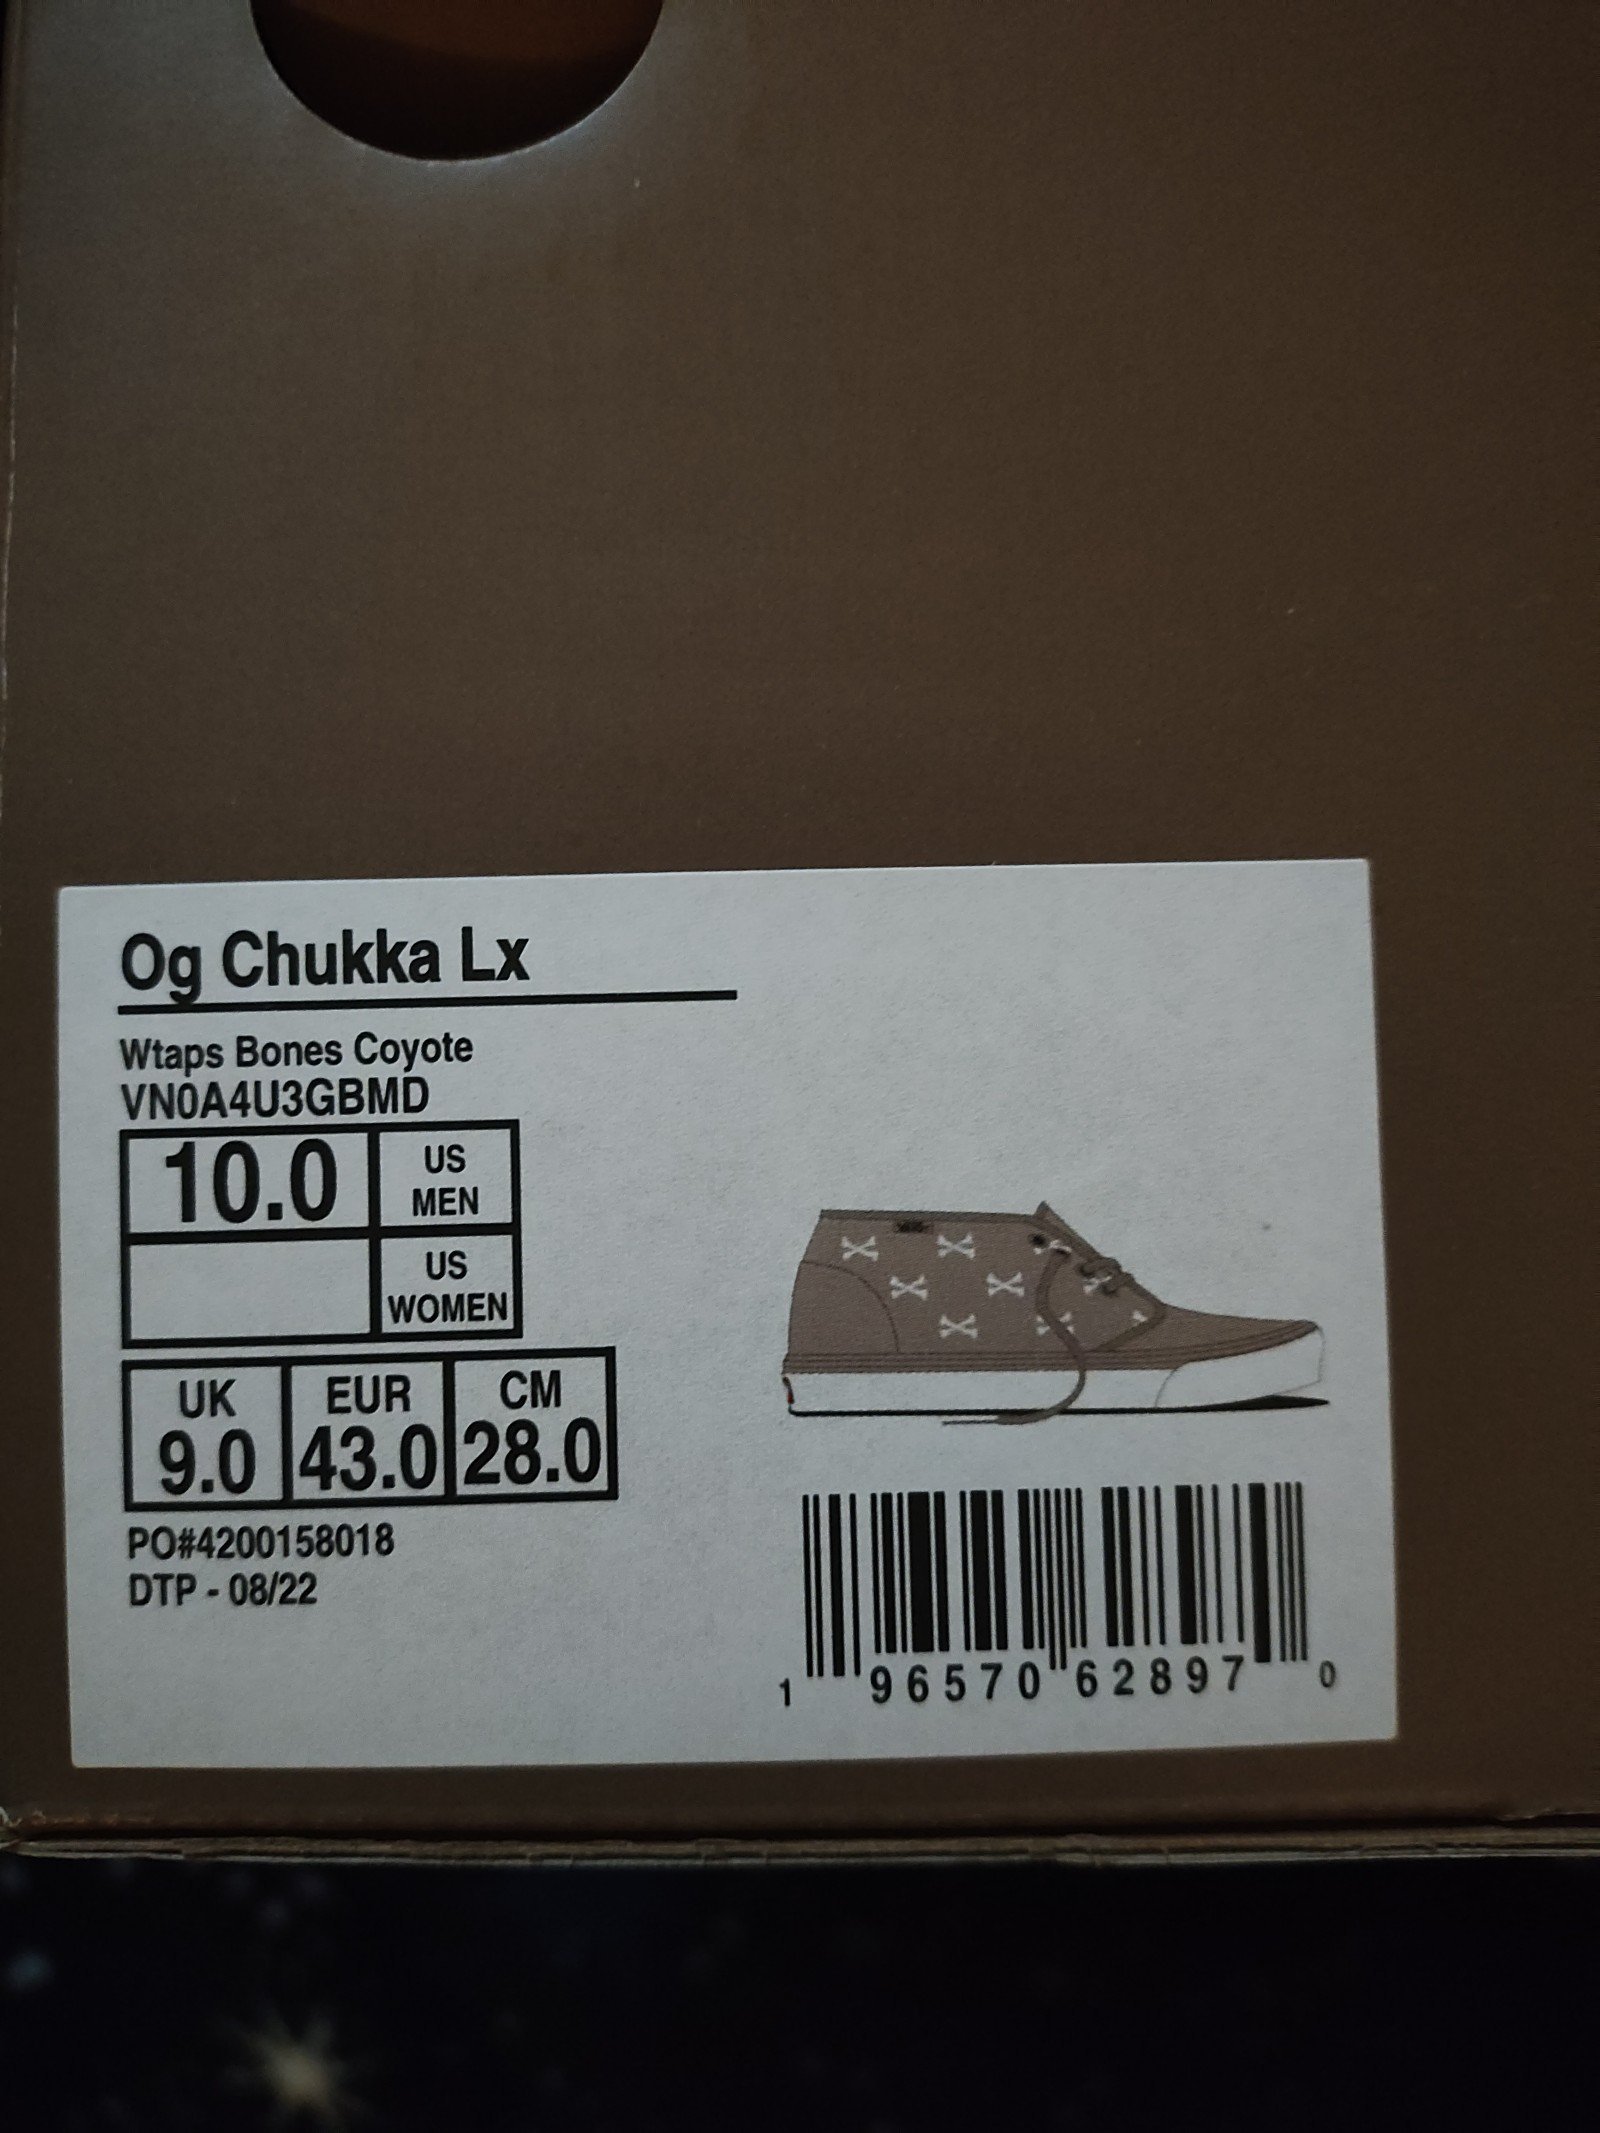 Og Chukka Lx
Wtaps Bones Coyote
VN0A4U3GBMD
10.0 US MEN
US WOMEN
UK EUR CM
9.0 43.0 28.0
PO#4200158018
DTP - 08/22
1 96570 62897 0